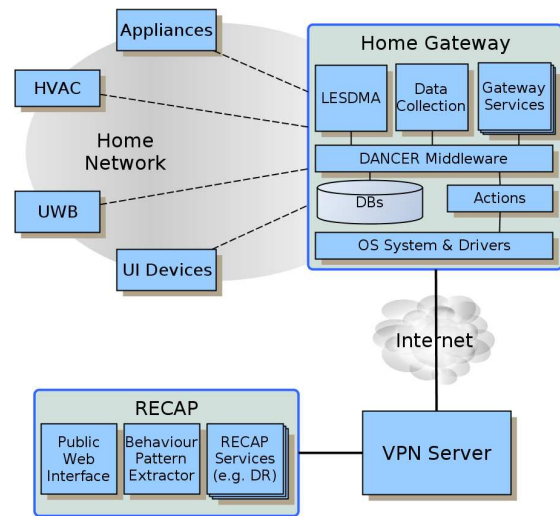 Appliances
HVAC
Home
Network
UWB
UI Devices
Home Gateway
LESDMA
Data
Collection
Gateway
Services
DANCER Middleware
DBs
Actions
OS System & Drivers
Internet
RECAP
Public
Web
Interface
Behaviour
Pattern
Extractor
RECAP
Services
(e.g. DR)
VPN Server